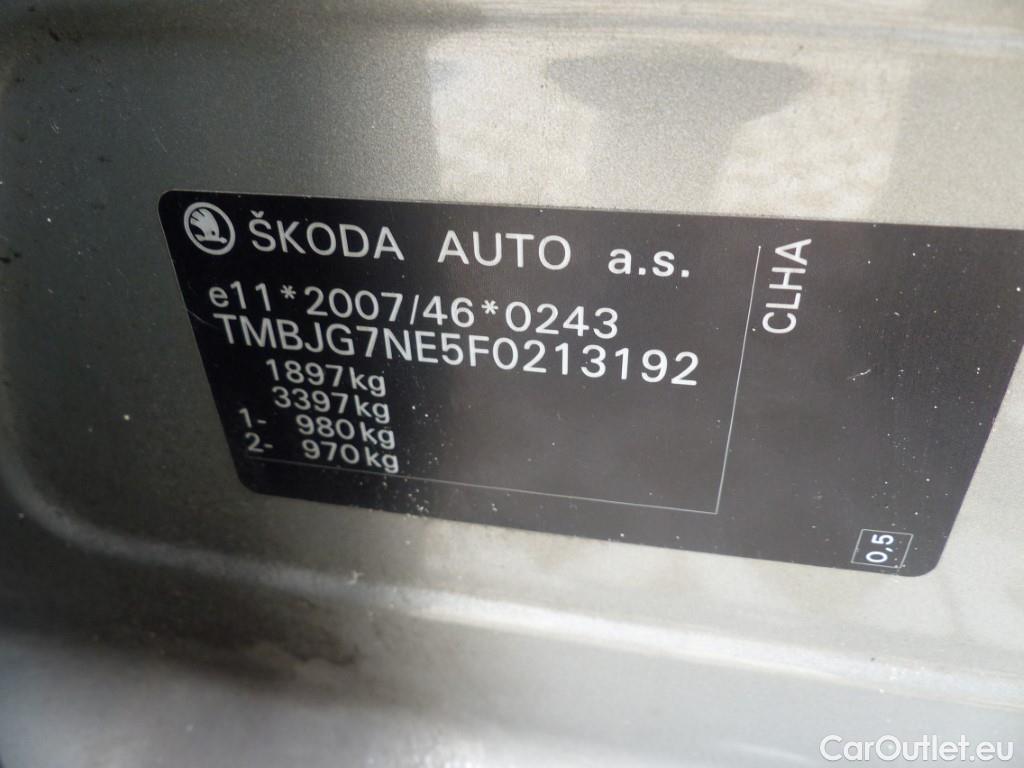 ŠKODA AUTO a.s.
e11*2007/46*0243
TMBJG7NE5F0213192
1897kg
3397kg
1- 980kg
2- 970kg
CLHA
0,5
CarOutlet.eu